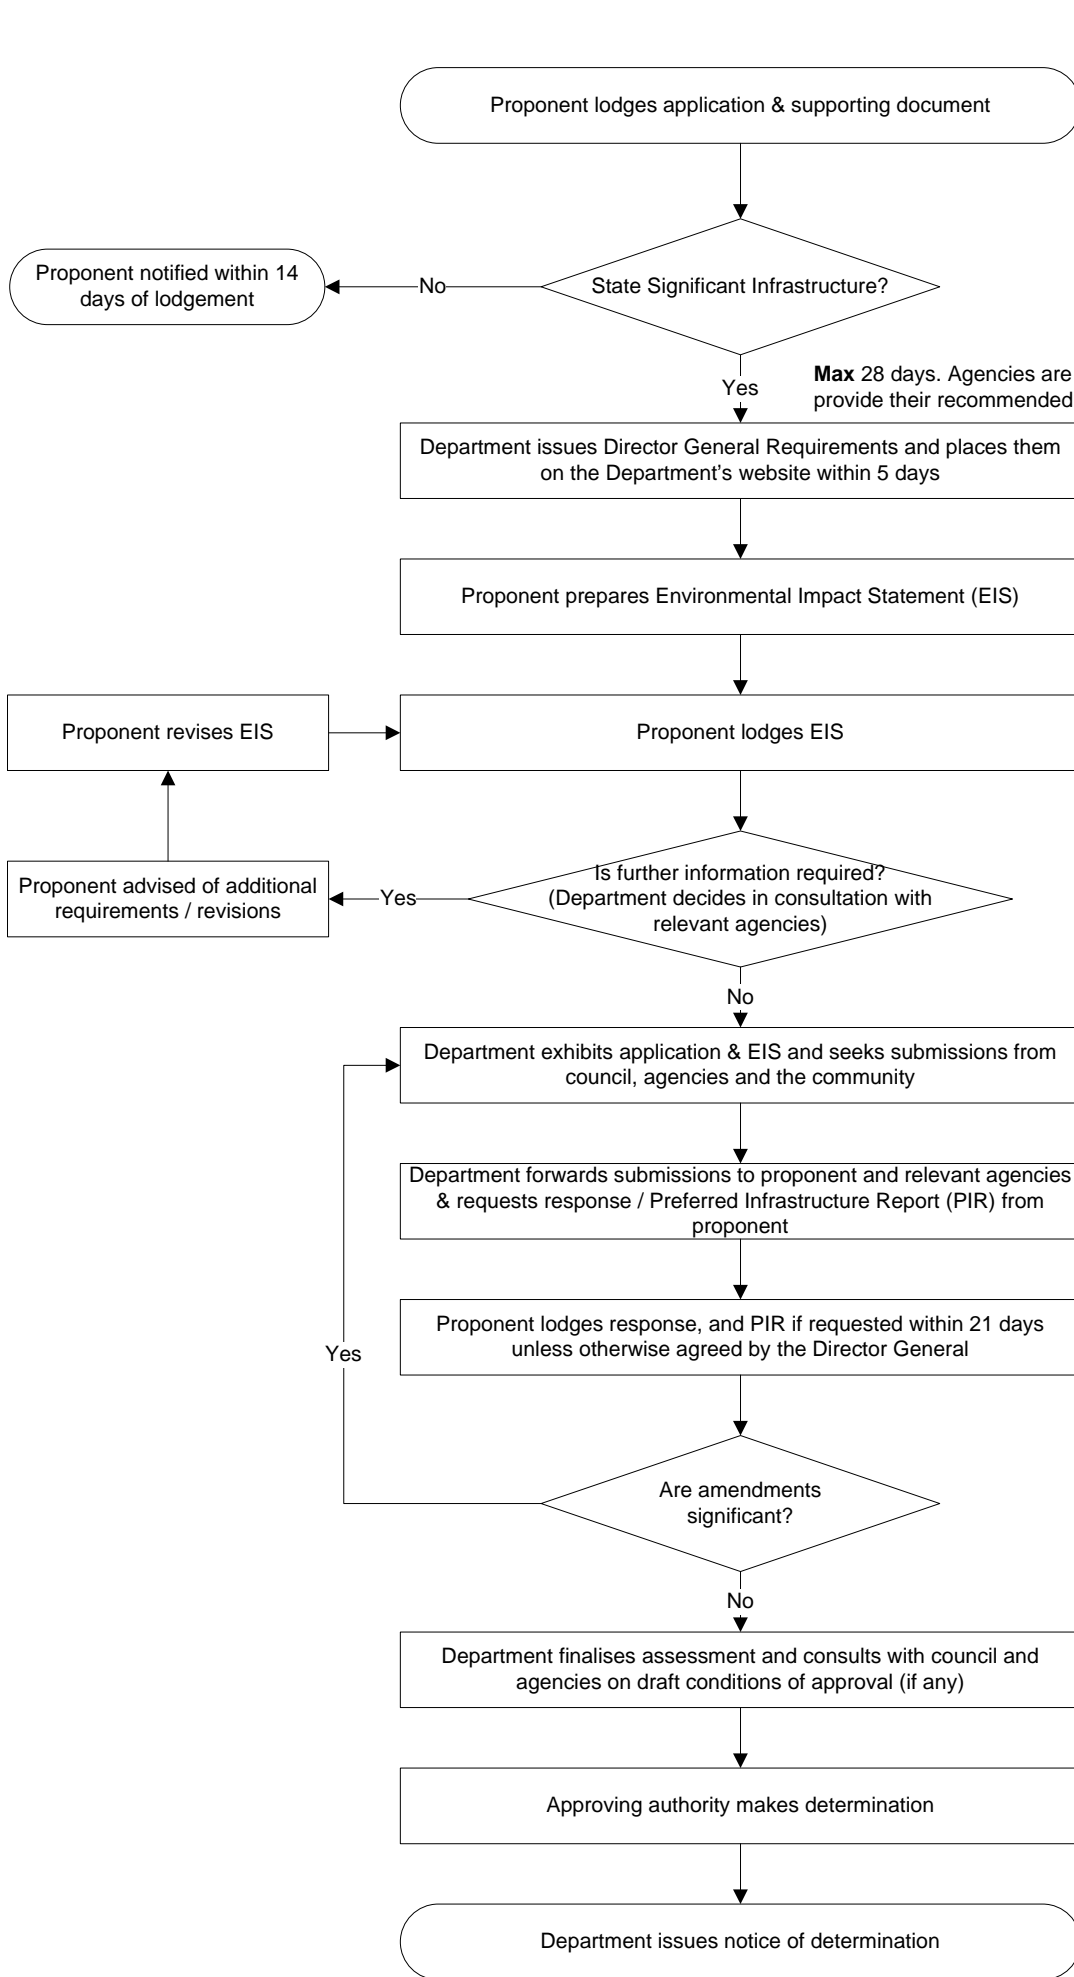 Proponent lodges application & supporting document
Proponent notified within 14
days of lodgement
No
State Significant Infrastructure?
Yes
Max 28 days. Agencies are
provide their recommended
Department issues Director General Requirements and places them
on the Department's website within 5 days
Proponent prepares Environmental Impact Statement (EIS)
Proponent revises EIS
Proponent lodges EIS
Proponent advised of additional
requirements / revisions
Yes
Is further information required?
(Department decides in consultation with
relevant agencies)
No
Department exhibits application & EIS and seeks submissions from
council, agencies and the community
Department forwards submissions to proponent and relevant agencies
& requests response / Preferred Infrastructure Report (PIR) from
proponent
Proponent lodges response, and PIR if requested within 21 days
unless otherwise agreed by the Director General
Yes
Are amendments
significant?
No
Department finalises assessment and consults with council and
agencies on draft conditions of approval (if any)
Approving authority makes determination
Department issues notice of determination